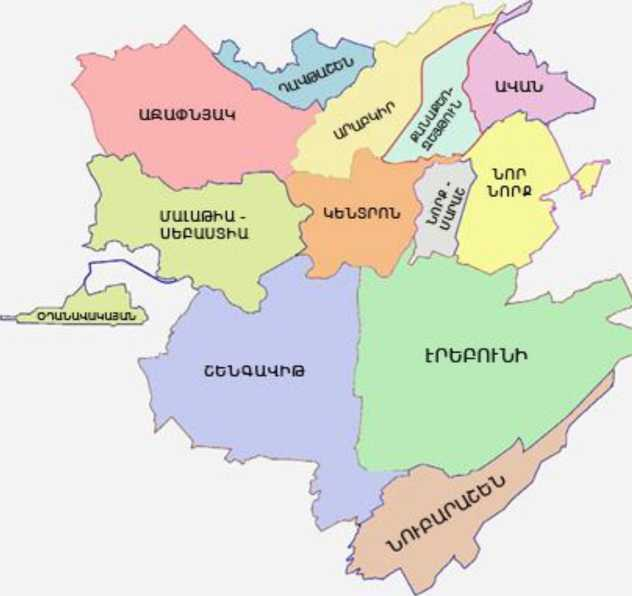 ԴԱՎԹԱՇԵՆ
ԱՎԱՆ
ԱՋԱՓՆՅԱԿ
ԱՐԱԲԿԻՐ
ՔԱՆԱՔԵՌ-
ԶԵՅԹՈՒՆ
ՆՈՐ
ՆՈՐՔ
ՄԱԼԱԹԻԱ -
ՍԵԲԱՍՏԻԱ
ԿԵՆՏՐՈՆ
ՆՈՐՔ -
ՄԱՐԱՇ
ՕԴԱՆԱՎԱԿԱՅԱՆ
ՇԵՆԳԱՎԻԹ
ԷՐԵԲՈՒՆԻ
ՆՈՒԲԱՐԱՇԵՆ